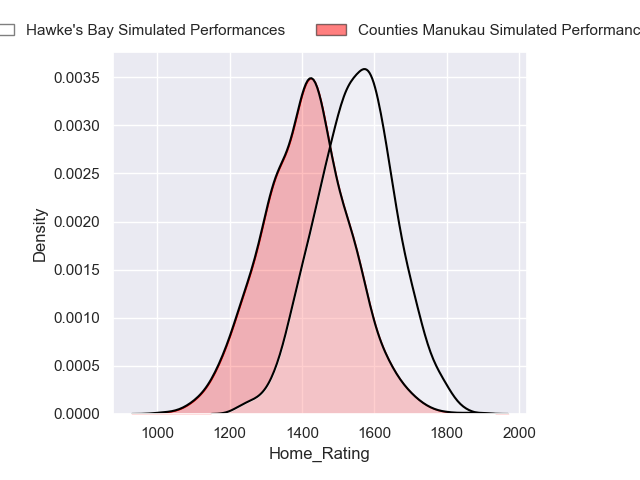 Hawke's Bay Simulated Performances
Counties Manukau Simulated Performanc
0.0035
0.0030
0.0025
0.0020
0.0015
0.0010
0.0005
0.0000
Density
1000 1200 1400 1600 1800 2000
Home_Rating